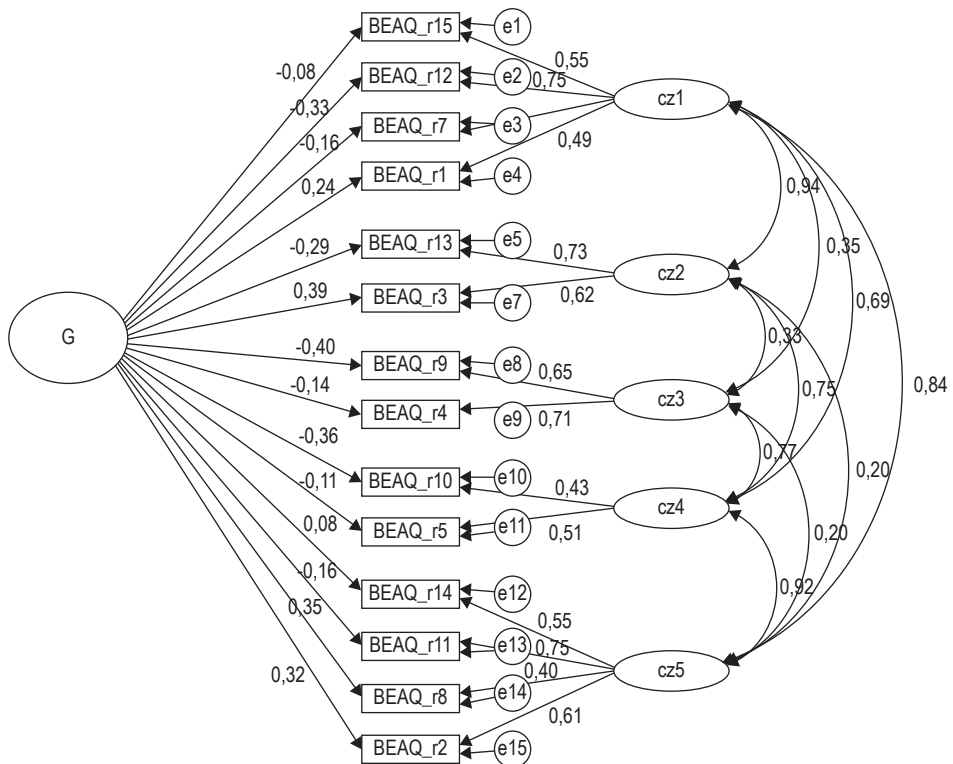 BEAQ_r15
e1
-0,08
0,55
BEAQ_r12
e2
0,75
cz1
-0,33
BEAQ_r7
e3
-0,16
0,49
BEAQ_r1
e4
0,24
0,94
BEAQ_r13
e5
-0,29
0,73
0,35
cz2
BEAQ_r3
e7
0,39
0,62
0,69
G
0,33
-0,40
BEAQ_r9
e8
0,65
-0,14
0,75
0,84
cz3
BEAQ_r4
e9
0,71
-0,36
0,77
BEAQ_r10
e10
0,20
-0,11
0,43
cz4
BEAQ_r5
e11
0,51
0,08
0,20
-0,16
BEAQ_r14
e12
0,92
0,35
0,55
BEAQ_r11
e13
0,75
0,32
0,40
cz5
BEAQ_r8
e14
0,61
BEAQ_r2
e15